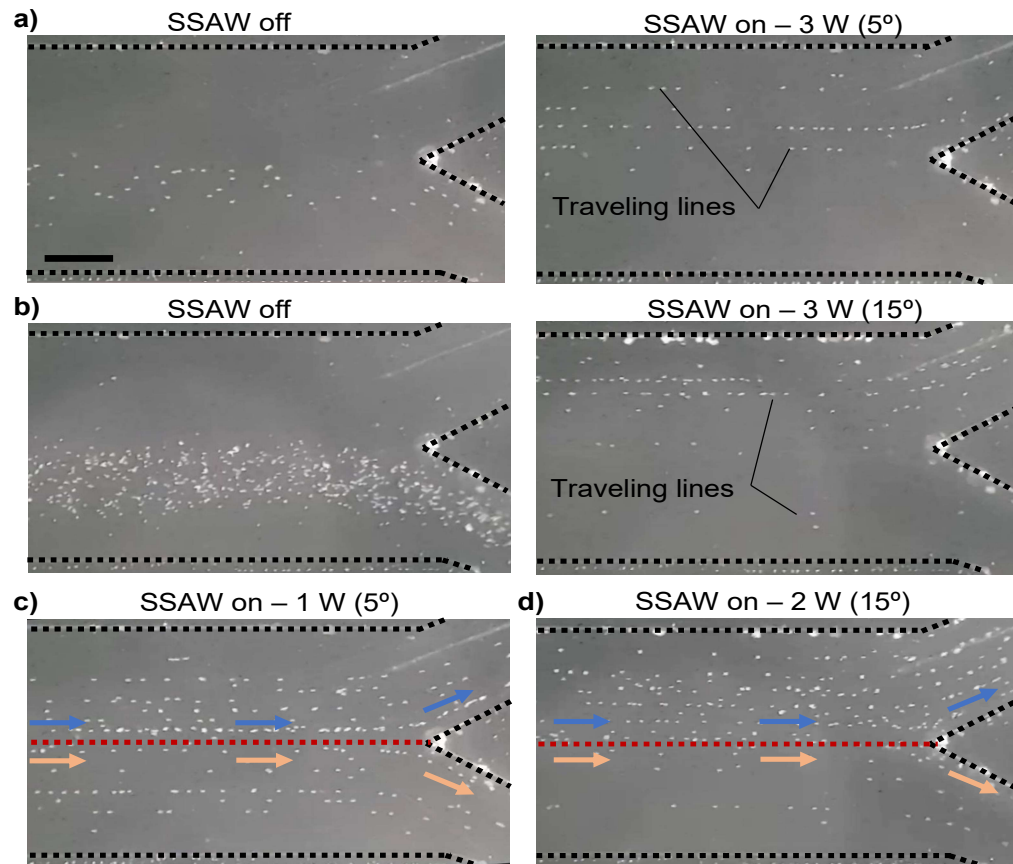 a)
SSAW off
SSAW on – 3 W (5º)
Traveling lines
b)
SSAW off
SSAW on – 3 W (15º)
Traveling lines
c)
SSAW on – 1 W (5º)
d)
SSAW on – 2 W (15º)